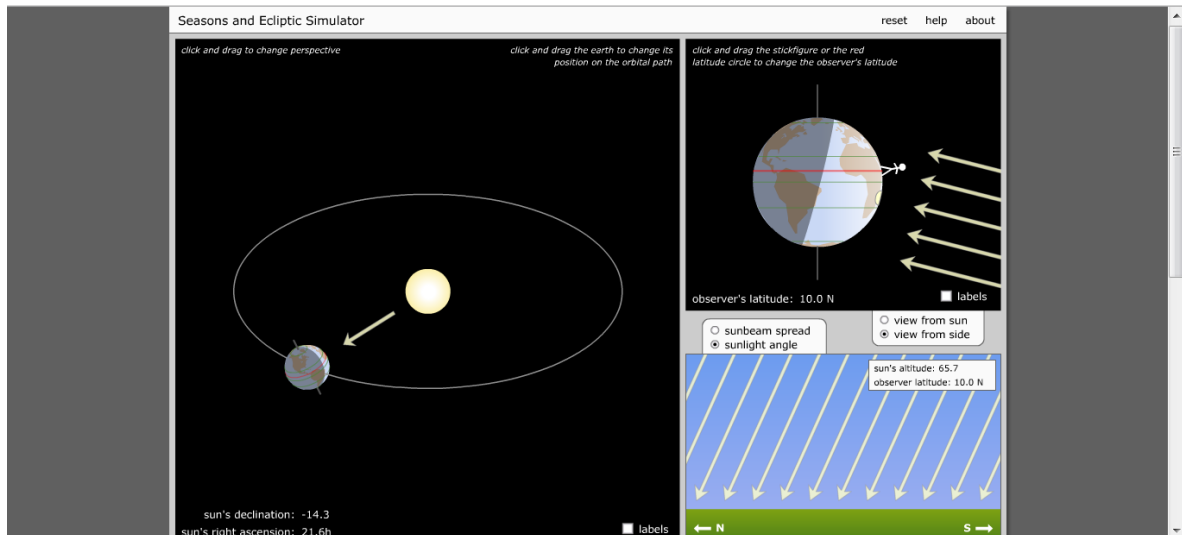 Seasons and Ecliptic Simulator
reset help about
click and drag to change perspective
click and drag the earth to change its
position on the orbital path
click and drag the stickfigure or the red
latitude circle to change the observer's latitude
observer's latitude: 10.0 N
labels
sunbeam spread
sunlight angle
view from sun
view from side
sun's altitude: 65.7
observer latitude: 10.0 N
sun's declination: -14.3
sun's right ascension: 21.6h
labels
N
S